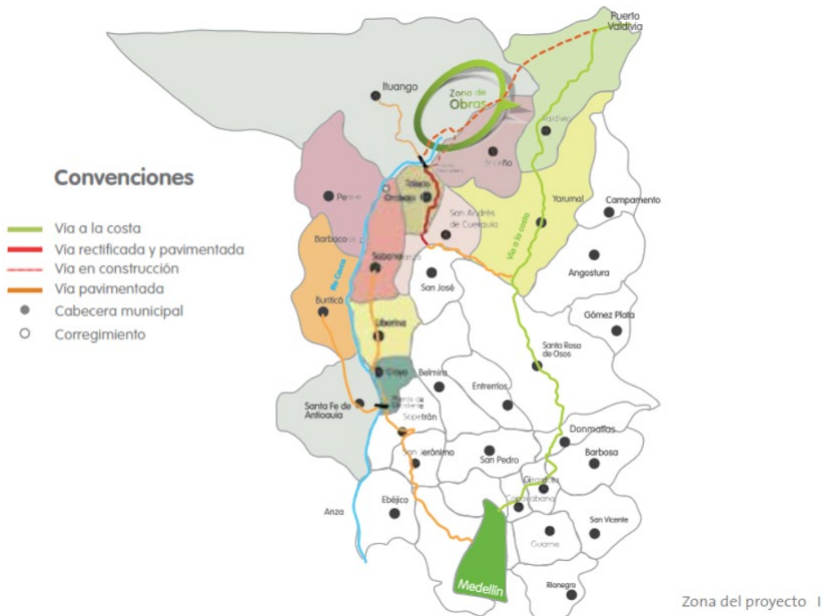 Puerto
Valdivia
Ituango
Zona de
Obras
Valdivia
Briceño
Convenciones
Toledo
Yarumal
Campamento
San Andrés
de Cuerquia
Vía a la costa
Vía a la costa
Vía rectificada y pavimentada
Barbacoas
Angostura
Vía en construcción
Río Cauca
Sabanalarga
Vía pavimentada
San José
Buriticá
Cabecera municipal
Gómez Plata
Corregimiento
Liborina
Santa Rosa
de Osos
Olaya
Belmira
Entrerríos
Santa Fe de
Antioquia
Sopetrán
Donmatías
San Jerónimo
San Pedro
Barbosa
Girardota
Copacabana
Ebéjico
Anza
San Vicente
Guarne
Medellín
Rionegro
Zona del proyecto I